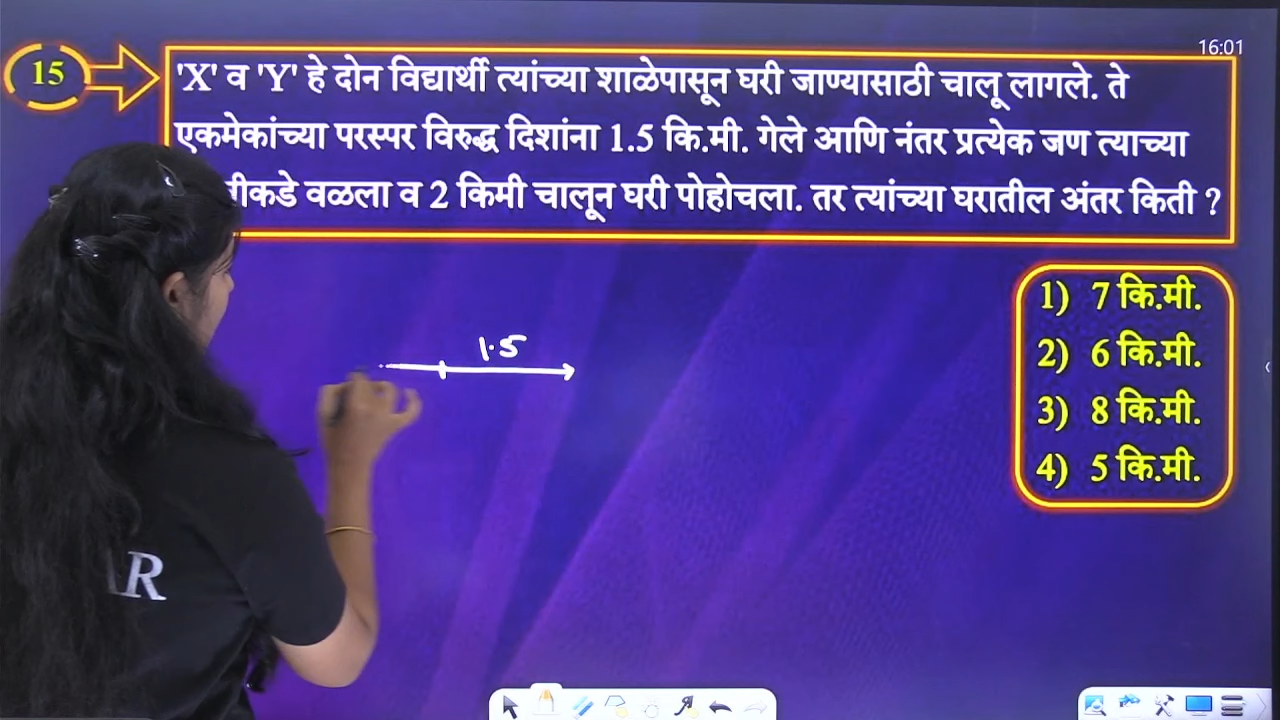 16:01
15
'X' व 'Y' हे दोन विद्यार्थी त्यांच्या शाळेपासून घरी जाण्यासाठी चालू लागले. ते
एकमेकांच्या परस्पर विरुद्ध दिशांना 1.5 कि.मी. गेले आणि नंतर प्रत्येक जण त्याच्या
वळला व 2 किमी चालून घरी पोहोचला. तर त्यांच्या घरातील अंतर किती ?
1) 7 कि.मी.
2) 6 कि.मी.
3) 8 कि.मी.
4) 5 कि.मी.
1.5